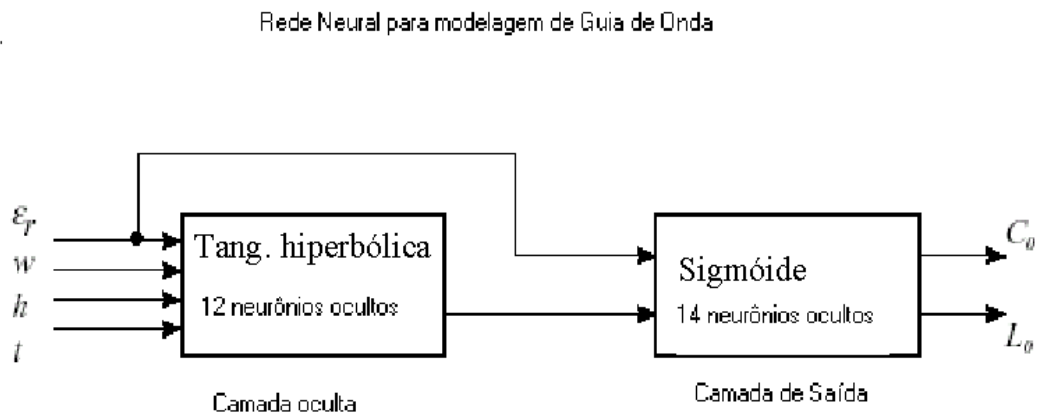 Rede Neural para modelagem de Guia de Onda
εr
w
h
t
Tang. hiperbólica
12 neurônios ocultos
Camada oculta
Sigmóide
14 neurônios ocultos
Camada de Saída
C0
L0